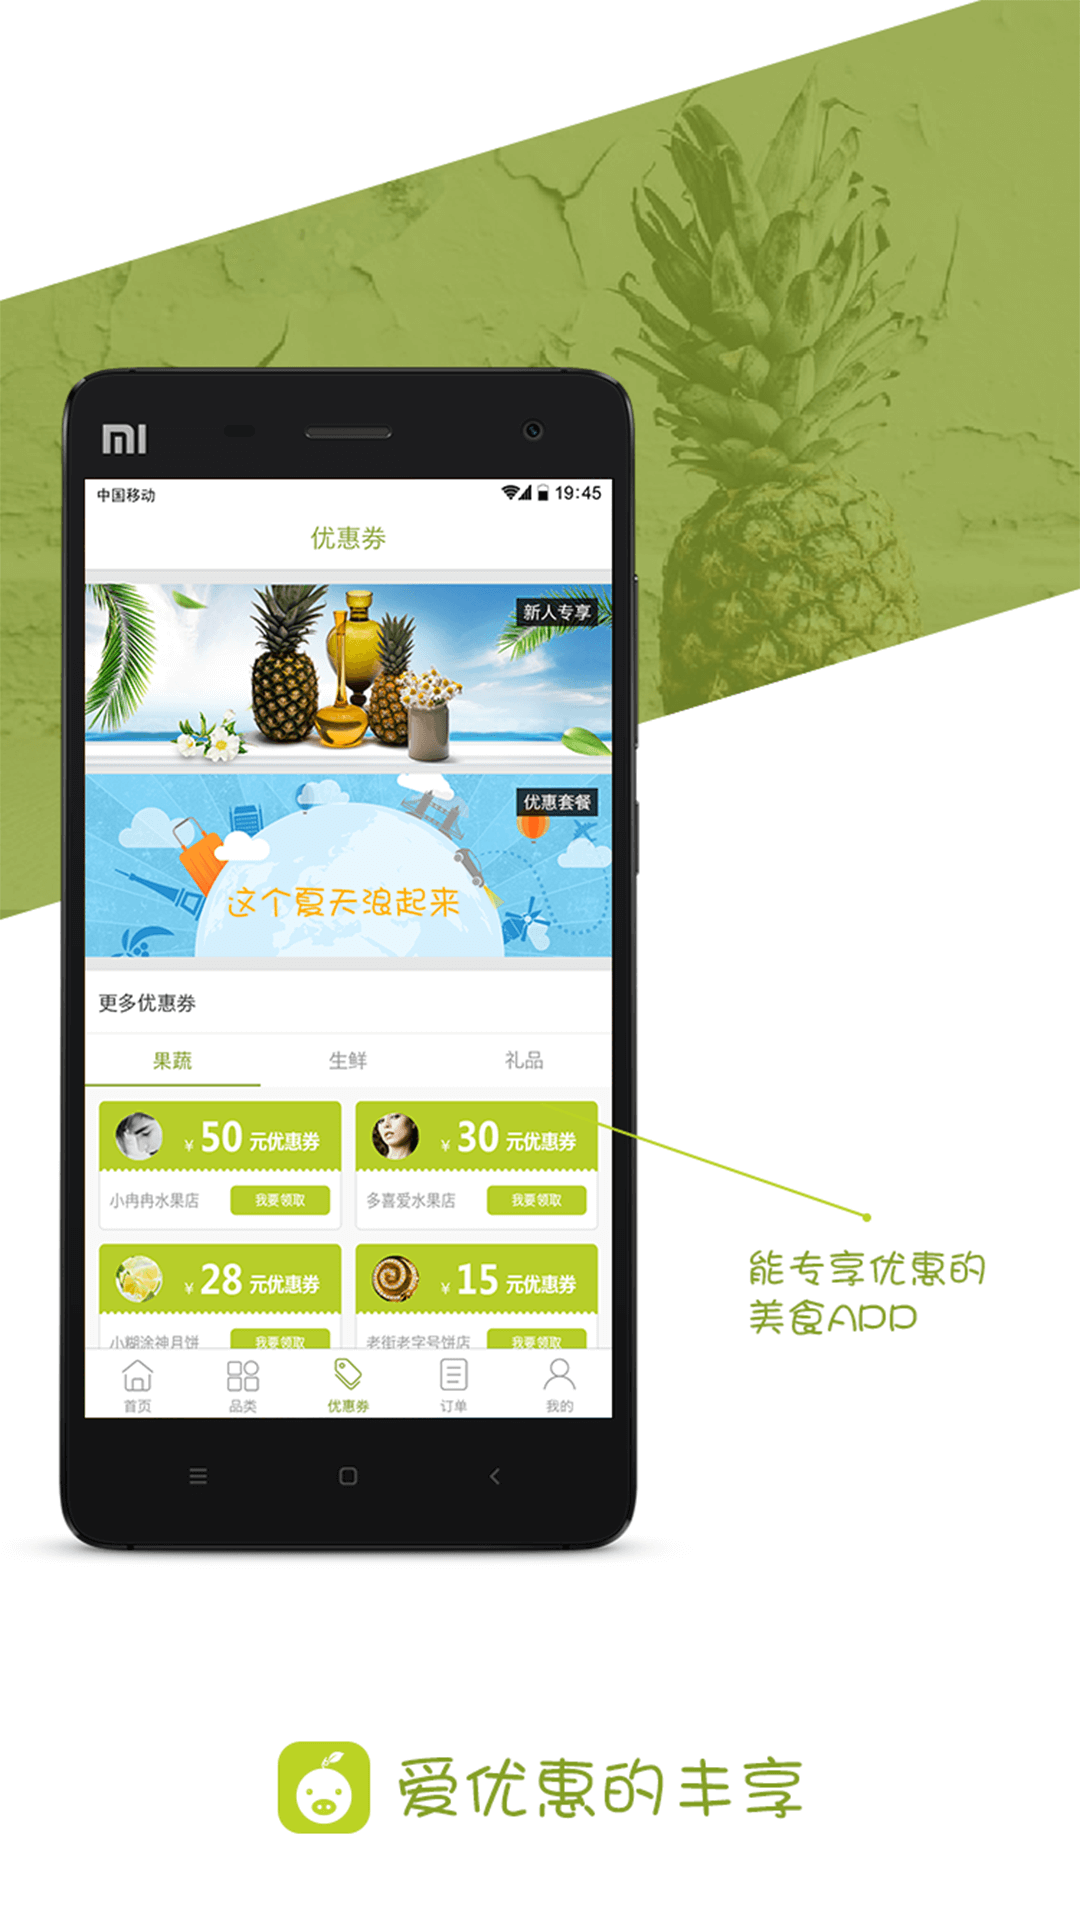 中国移动 19:45
优惠券
新人专享
优惠套餐
这个夏天浪起来
更多优惠券
果蔬 生鲜 礼品
¥ 50 元优惠券 ¥ 30 元优惠券
小冉冉水果店 我要领取 多喜爱水果店 我要领取
¥ 28 元优惠券 ¥ 15 元优惠券
小糊涂神月饼 我要领取 老街老字号饼店 我要领取
首页 品类 优惠券 订单 我的
能专享优惠的
美食APP
爱优惠的丰享